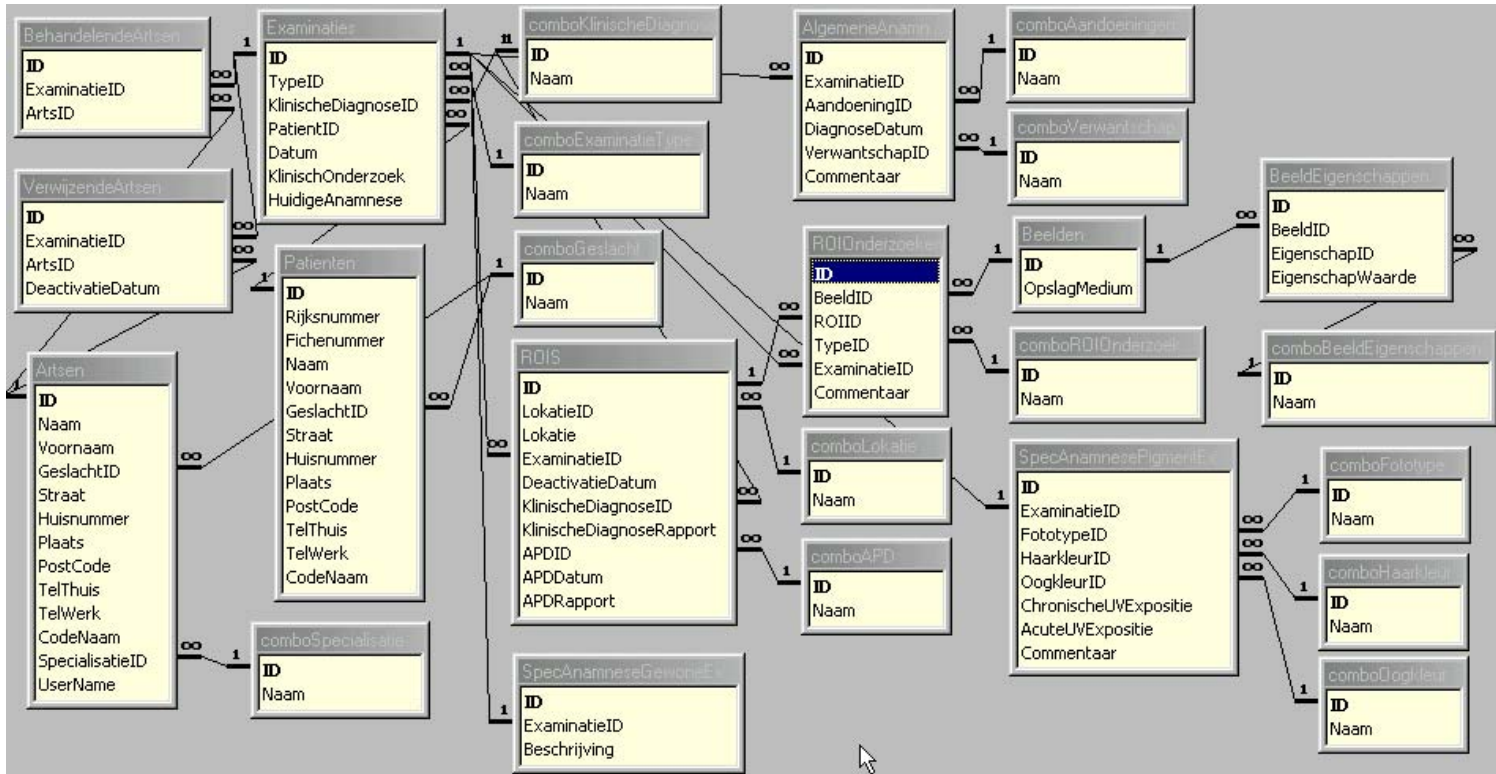 BehandelendeArtsen
ID
ExaminatieID
ArtsID
Examinaties
ID
TypeID
KlinischeDiagnoseID
PatientID
Datum
KlinischOnderzoek
HuidigeAnamnese
comboKlinischeDiagnose
ID
Naam
AlgemeneAnamn...
ID
ExaminatieID
AandoeningID
DiagnoseDatum
VerwantschapID
Commentaar
comboAandoeningen
ID
Naam
comboExaminatieType
ID
Naam
comboVerwantschap
ID
Naam
VerwijzendeArtsen
ID
ExaminatieID
ArtsID
DeactivatieDatum
Patienten
ID
Rijksnummer
Fichenummer
Naam
Voornaam
GeslachtID
Straat
Huisnummer
Plaats
PostCode
TelThuis
TelWerk
CodeNaam
comboGeslacht
ID
Naam
ROIOnderzoeken
ID
BeeldID
ROIID
TypeID
ExaminatieID
Commentaar
Beelden
ID
OpslagMedium
BeeldEigenschappen
ID
BeeldID
EigenschapID
EigenschapWaarde
Artsen
ID
Naam
Voornaam
GeslachtID
Straat
Huisnummer
Plaats
PostCode
TelThuis
TelWerk
CodeNaam
SpecialisatieID
UserName
ROIS
ID
LokatieID
Lokatie
ExaminatieID
DeactivatieDatum
KlinischeDiagnoseID
KlinischeDiagnoseRapport
APDID
APDDatum
APDRapport
comboROIOnderzoek
ID
Naam
comboBeeldEigenschappen
ID
Naam
comboLokatie
ID
Naam
SpecAnamnesePigmentEx
ID
ExaminatieID
FototypeID
HaarkleurID
OogkleurID
ChronischeUVExpositie
AcuteUVExpositie
Commentaar
comboFototype
ID
Naam
comboAPD
ID
Naam
comboHaarkleur
ID
Naam
comboSpecialisatie
ID
Naam
SpecAnamneseGewoneEx
ID
ExaminatieID
Beschrijving
comboOogkleur
ID
Naam